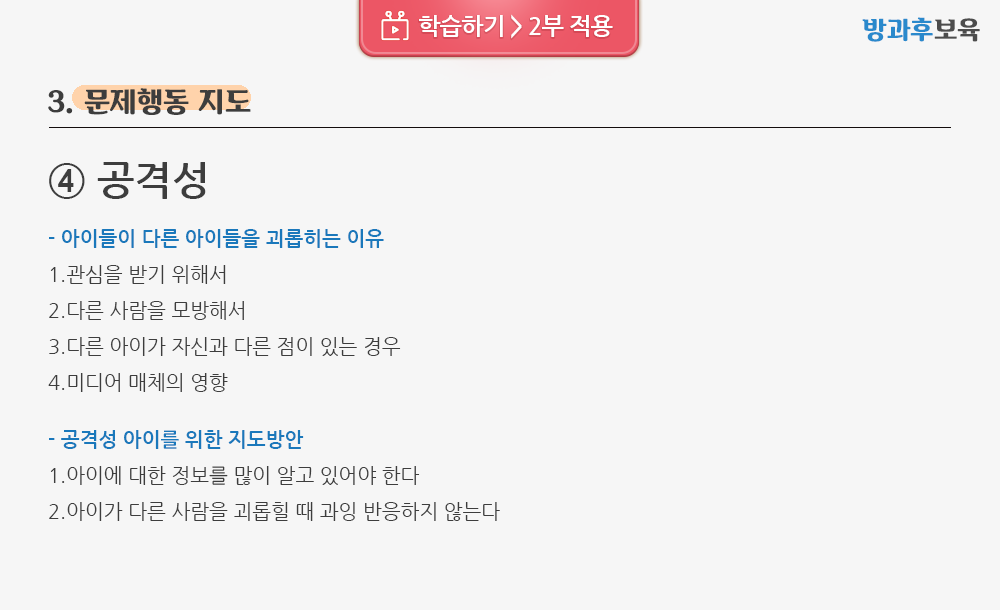 학습하기 > 2부 적용
방과후보육
3. 문제행동 지도
④ 공격성
- 아이들이 다른 아이들을 괴롭히는 이유
1.관심을 받기 위해서
2.다른 사람을 모방해서
3.다른 아이가 자신과 다른 점이 있는 경우
4.미디어 매체의 영향
- 공격성 아이를 위한 지도방안
1.아이에 대한 정보를 많이 알고 있어야 한다
2.아이가 다른 사람을 괴롭힐 때 과잉 반응하지 않는다